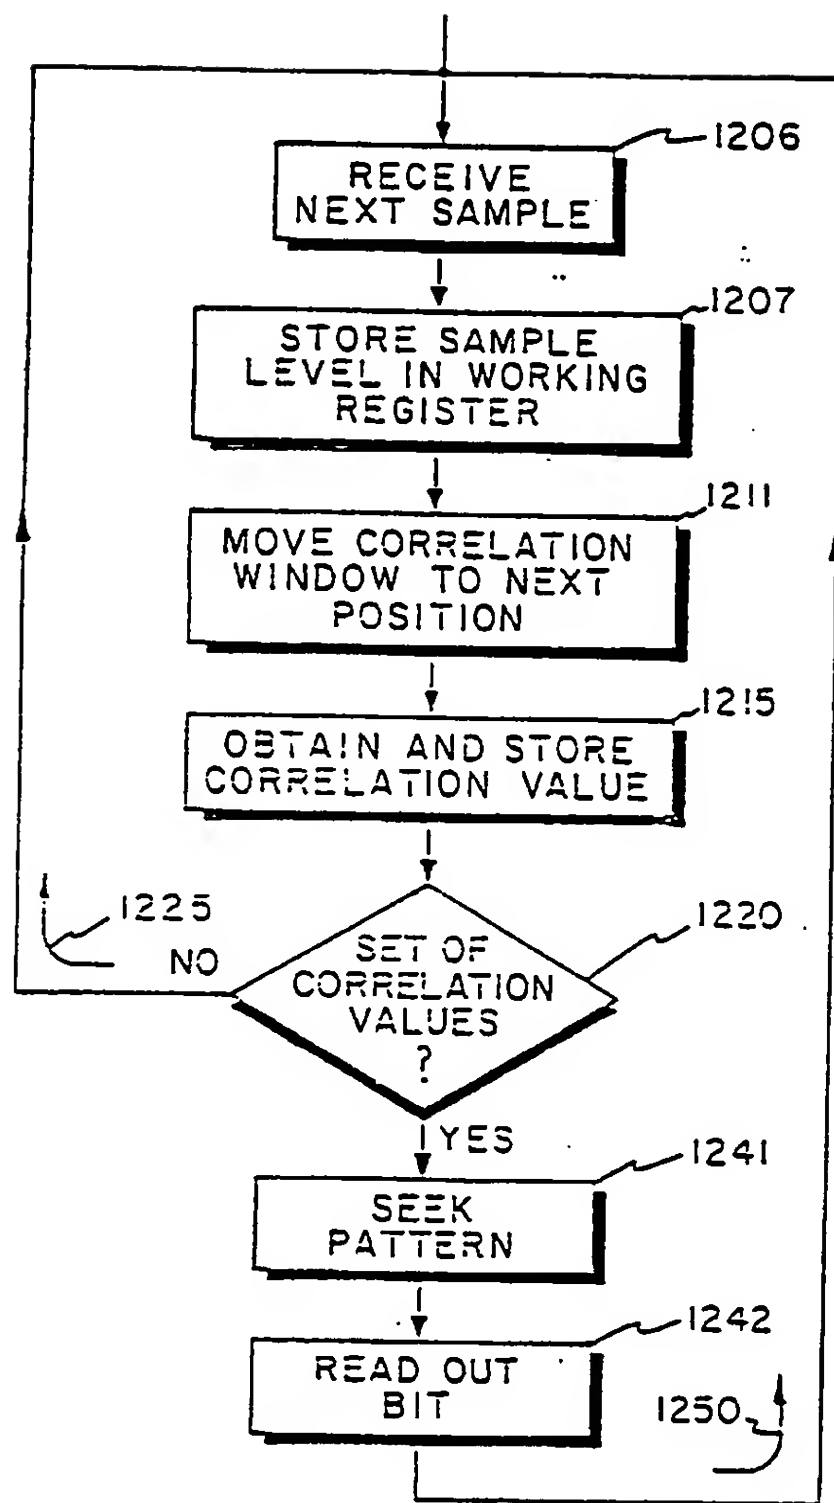 1206
RECEIVE
NEXT SAMPLE
1207
STORE SAMPLE
LEVEL IN WORKING
REGISTER
1211
MOVE CORRELATION
WINDOW TO NEXT
POSITION
1215
OBTAIN AND STORE
CORRELATION VALUE
1225
1220
NO
SET OF
CORRELATION
VALUES
?
YES
1241
SEEK
PATTERN
1242
READ OUT
BIT
1250